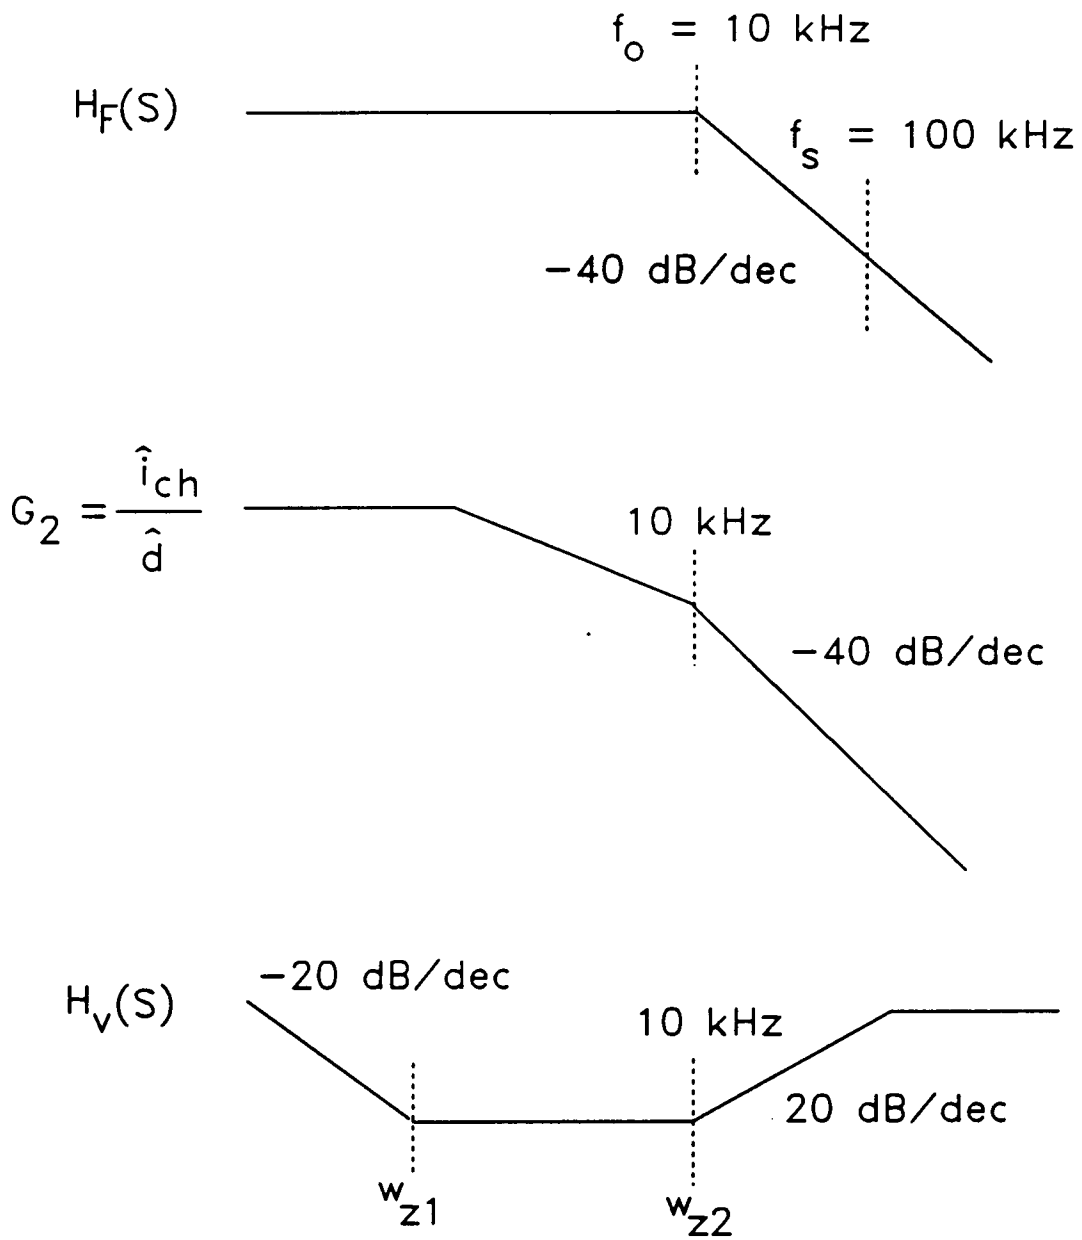 f_o = 10 kHz
H_F(S)
f_s = 100 kHz
-40 dB/dec
G_2 = î_ch / d̂
10 kHz
-40 dB/dec
-20 dB/dec
H_v(S)
10 kHz
20 dB/dec
w_z1
w_z2